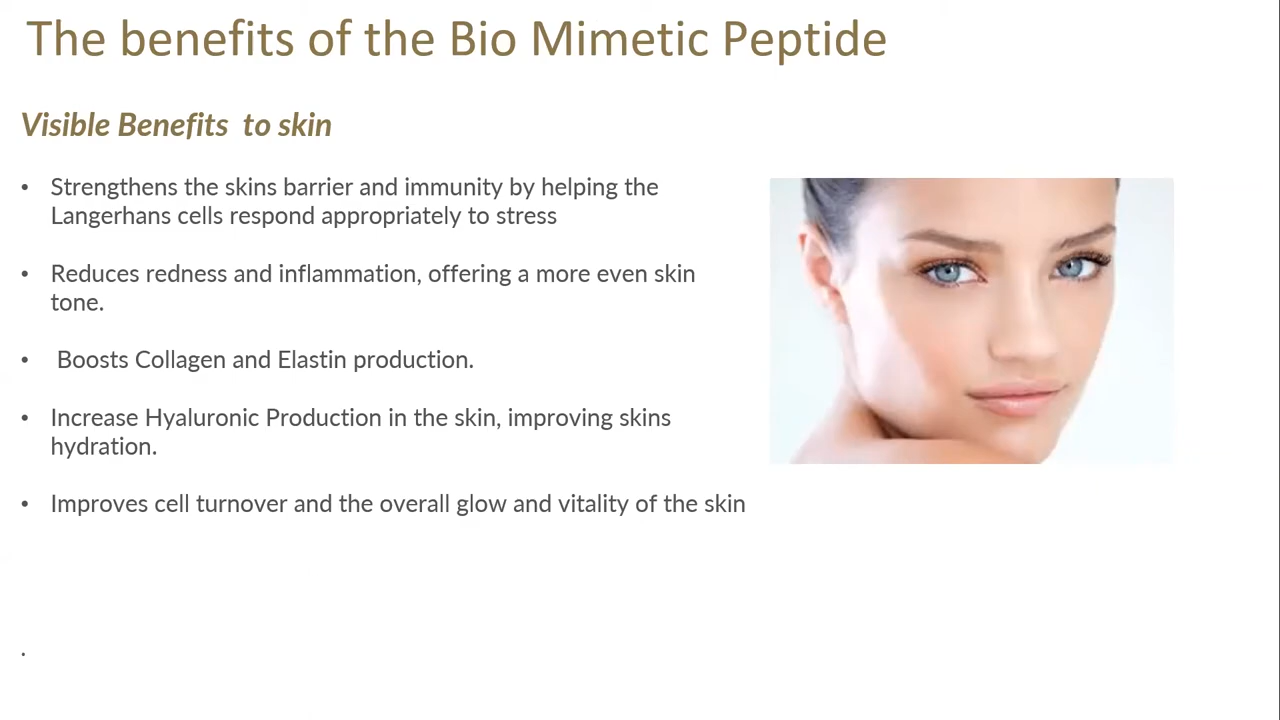 The benefits of the Bio Mimetic Peptide
Visible Benefits  to skin
• Strengthens the skins barrier and immunity by helping the
Langerhans cells respond appropriately to stress
• Reduces redness and inflammation, offering a more even skin
tone.
•  Boosts Collagen and Elastin production.
• Increase Hyaluronic Production in the skin, improving skins
hydration.
• Improves cell turnover and the overall glow and vitality of the skin
.